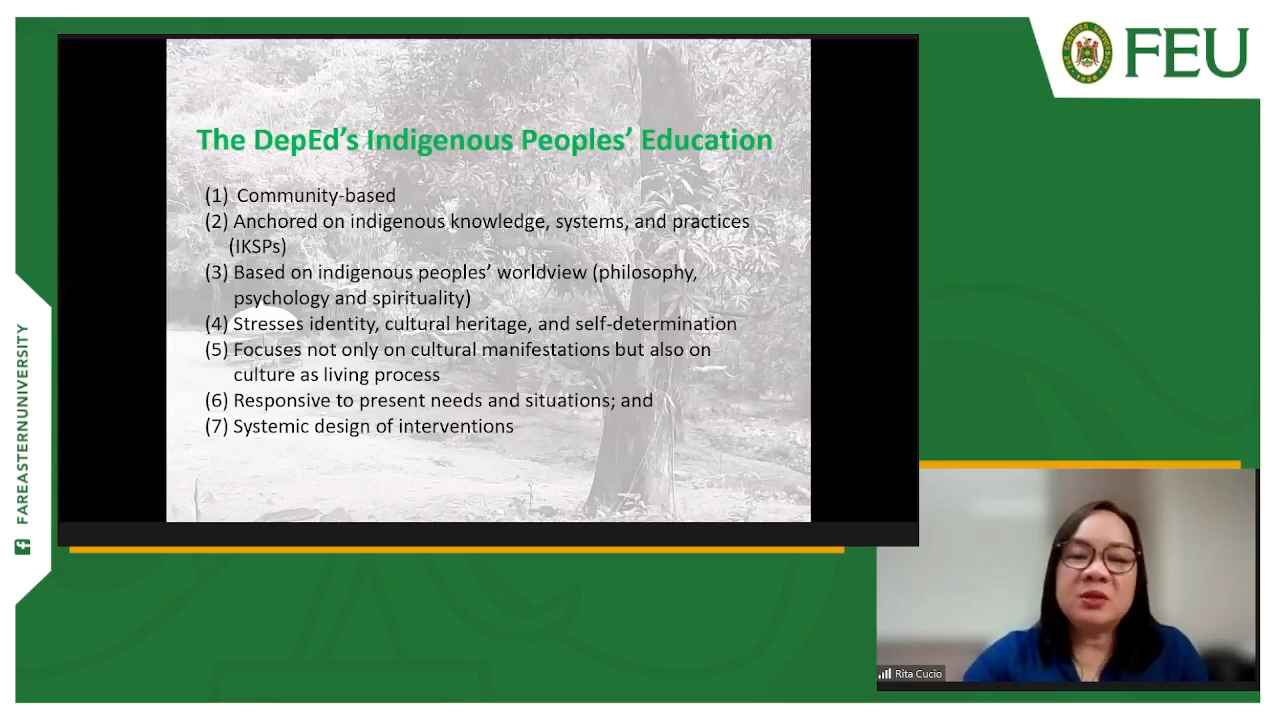 FEU
The DepEd's Indigenous Peoples' Education
(1) Community-based
(2) Anchored on indigenous knowledge, systems, and practices
(IKSPs)
(3) Based on indigenous peoples' worldview (philosophy,
psychology and spirituality)
(4) Stresses identity, cultural heritage, and self-determination
(5) Focuses not only on cultural manifestations but also on
culture as living process
(6) Responsive to present needs and situations; and
(7) Systemic design of interventions
FAREASTERNUNIVERSITY
Rita Cucio